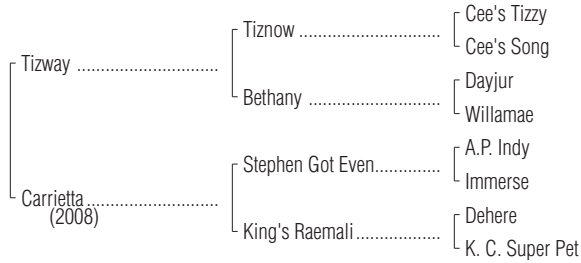 Cee's Tizzy
Tiznow ..............................
Cee's Song
Tizway ..............................
Dayjur
Bethany ............................
Willamae
A.P. Indy
Stephen Got Even..............
Immerse
Carrietta............................
(2008)
Dehere
King's Raemali..................
K. C. Super Pet